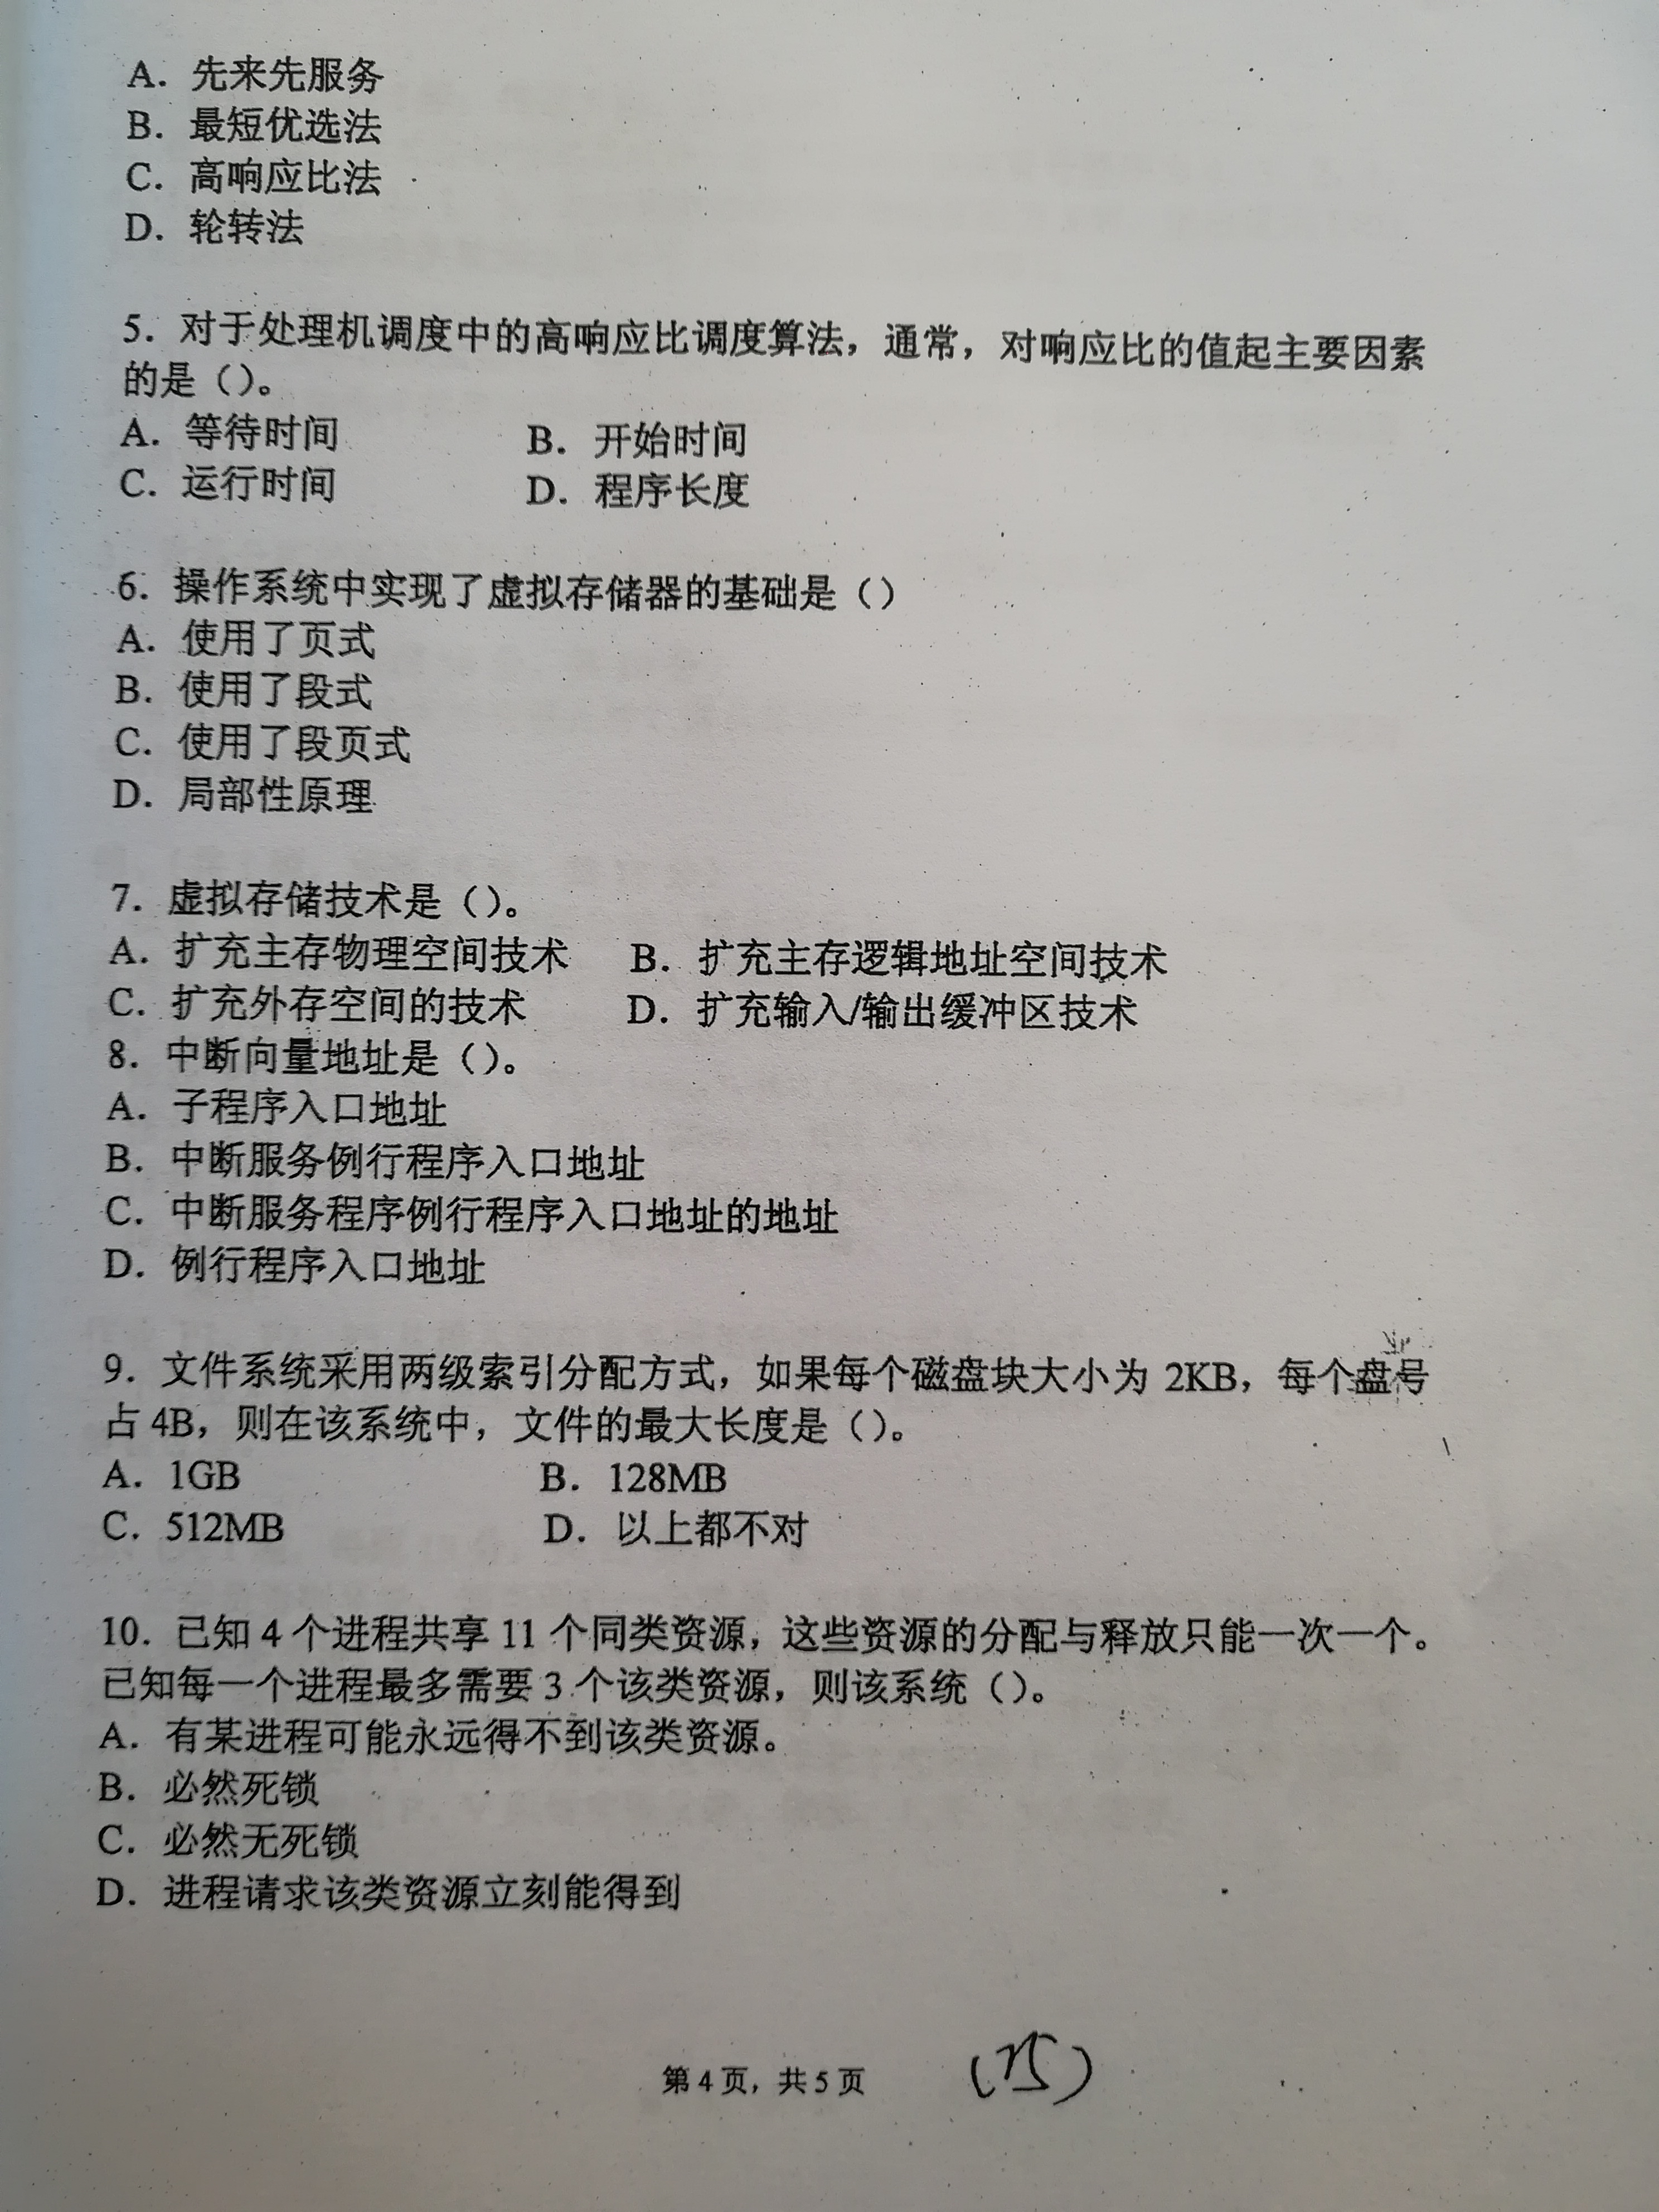 A. 先来先服务
B. 最短优选法
C. 高响应比法
D. 轮转法
5. 对于处理机调度中的高响应比调度算法，通常，对响应比的值起主要因素
的是（）。
A. 等待时间 B. 开始时间
C. 运行时间 D. 程序长度
6. 操作系统中实现了虚拟存储器的基础是（）
A. 使用了页式
B. 使用了段式
C. 使用了段页式
D. 局部性原理
7. 虚拟存储技术是（）。
A. 扩充主存物理空间技术 B. 扩充主存逻辑地址空间技术
C. 扩充外存空间的技术 D. 扩充输入/输出缓冲区技术
8. 中断向量地址是（）。
A. 子程序入口地址
B. 中断服务例行程序入口地址
C. 中断服务程序例行程序入口地址的地址
D. 例行程序入口地址
9. 文件系统采用两级索引分配方式，如果每个磁盘块大小为 2KB，每个盘号
占 4B，则在该系统中，文件的最大长度是（）。
A. 1GB B. 128MB
C. 512MB D. 以上都不对
10. 已知 4 个进程共享 11 个同类资源，这些资源的分配与释放只能一次一个。
已知每一个进程最多需要 3 个该类资源，则该系统（）。
A. 有某进程可能永远得不到该类资源。
B. 必然死锁
C. 必然无死锁
D. 进程请求该类资源立刻能得到
第 4 页，共 5 页